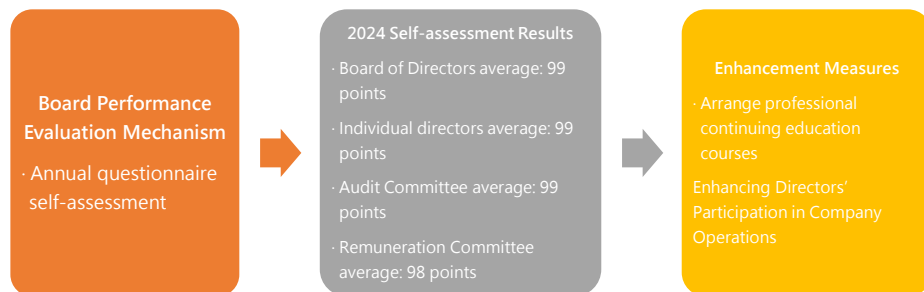 Board Performance
Evaluation Mechanism
· Annual questionnaire
self-assessment
2024 Self-assessment Results
· Board of Directors average: 99
points
· Individual directors average: 99
points
· Audit Committee average: 99
points
· Remuneration Committee
average: 98 points
Enhancement Measures
· Arrange professional
continuing education
courses
Enhancing Directors’
Participation in Company
Operations